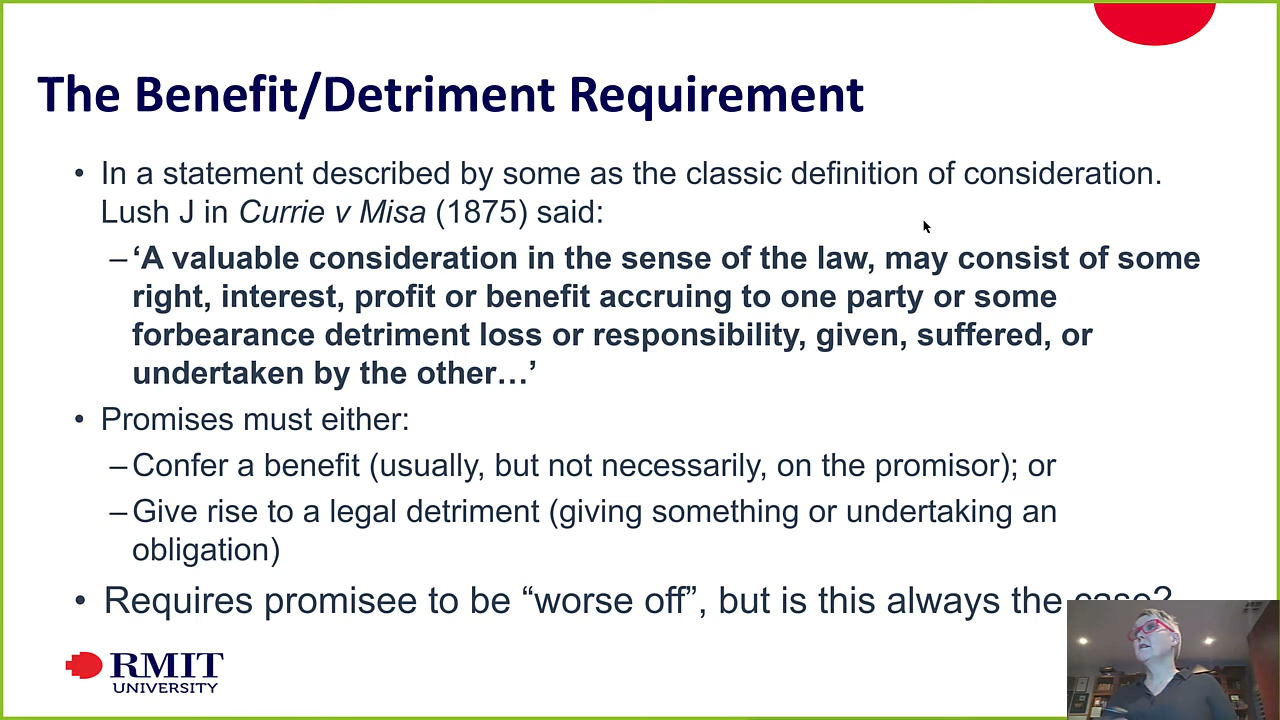 The Benefit/Detriment Requirement
• In a statement described by some as the classic definition of consideration.
Lush J in Currie v Misa (1875) said:
– ‘A valuable consideration in the sense of the law, may consist of some
right, interest, profit or benefit accruing to one party or some
forbearance detriment loss or responsibility, given, suffered, or
undertaken by the other…’
• Promises must either:
– Confer a benefit (usually, but not necessarily, on the promisor); or
– Give rise to a legal detriment (giving something or undertaking an
obligation)
• Requires promisee to be “worse off”, but is this always the case?
RMIT
UNIVERSITY